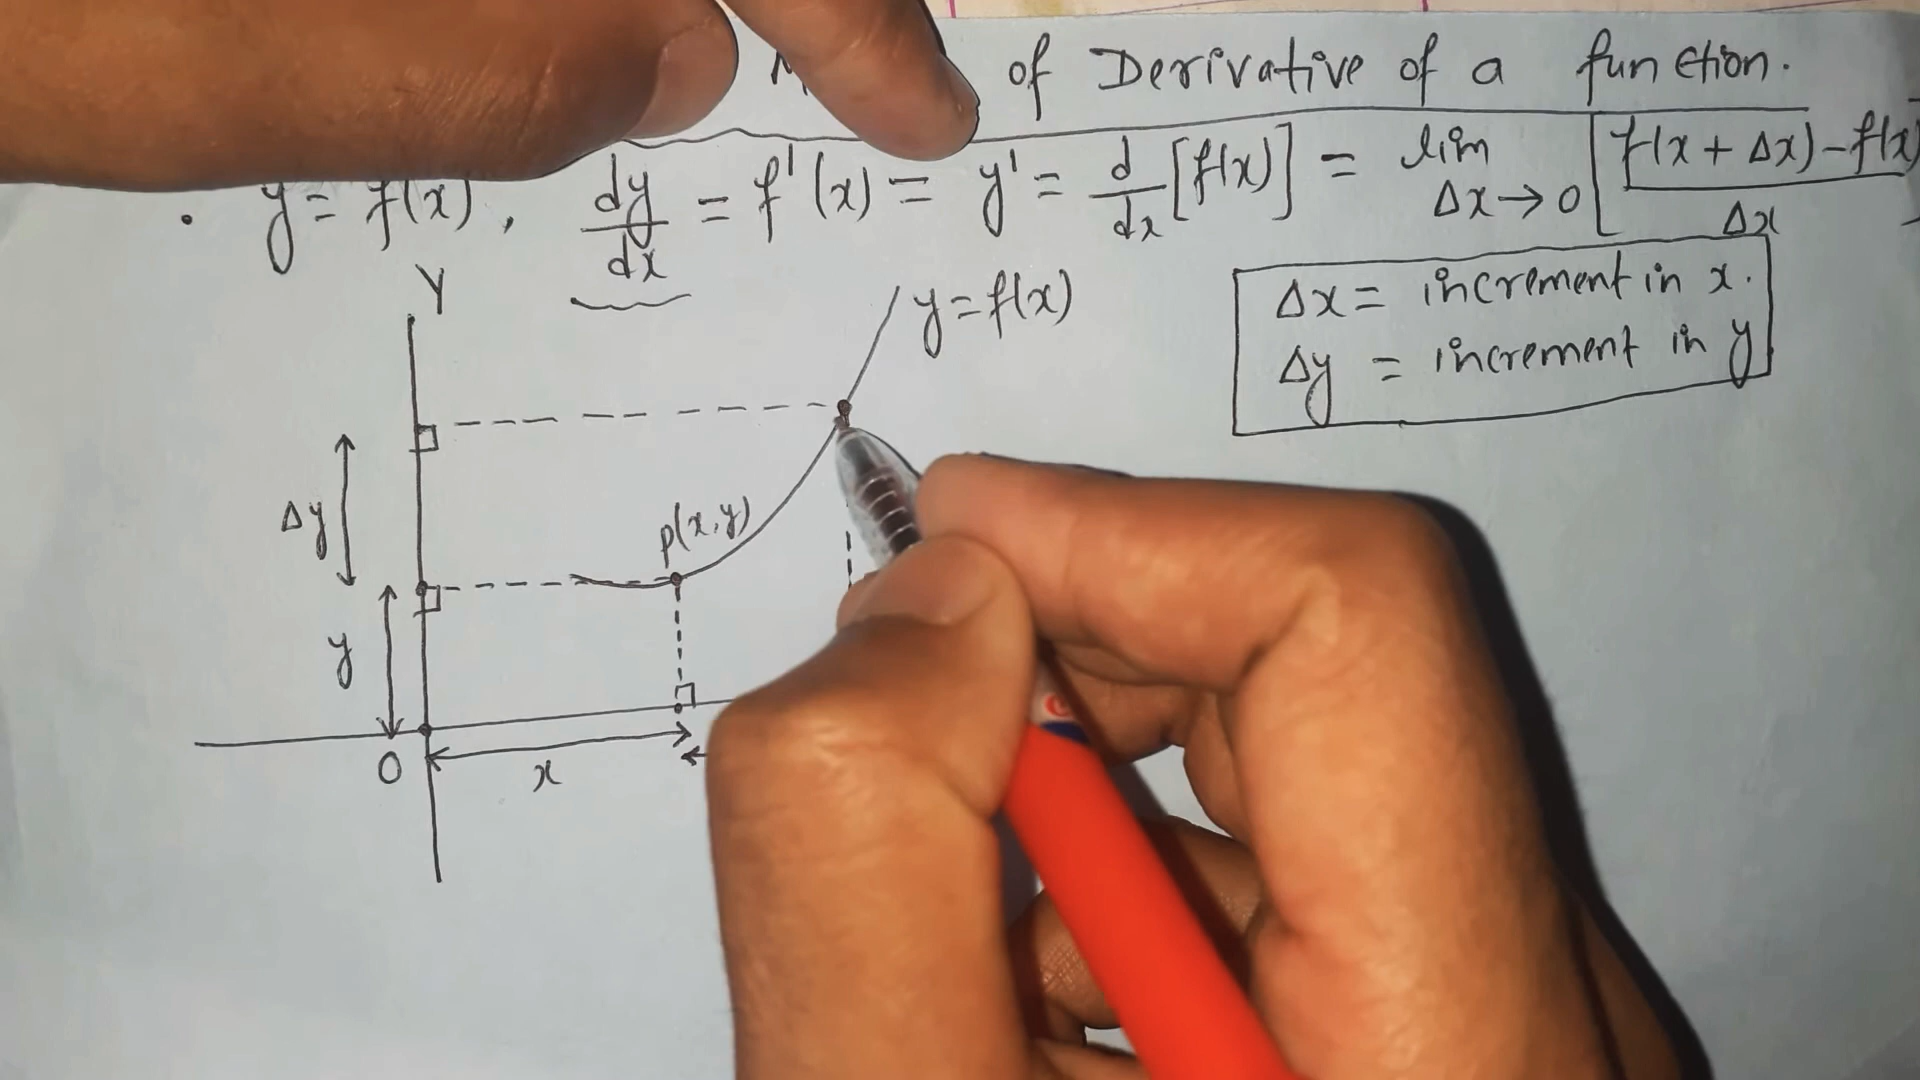 of Derivative of a function.
• y = f(x), dy/dx = f'(x) = y' = d/dx [f(x)] = lim Δx→0 [f(x + Δx) - f(x) / Δx]
Y
y = f(x)
Δx = increment in x.
Δy = increment in y
Δy
P(x,y)
y
O
x